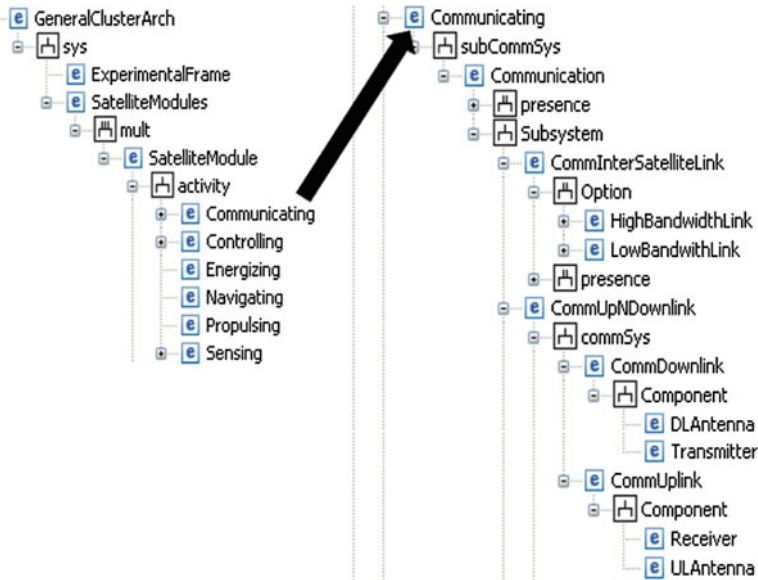 GeneralClusterArch
sys
ExperimentalFrame
SatelliteModules
mult
SatelliteModule
activity
Communicating
Controlling
Energizing
Navigating
Propulsing
Sensing
Communicating
subCommSys
Communication
presence
Subsystem
CommInterSatelliteLink
Option
HighBandwidthLink
LowBandwithLink
presence
CommUpNDownlink
commSys
CommDownlink
Component
DLAntenna
Transmitter
CommUplink
Component
Receiver
ULAntenna